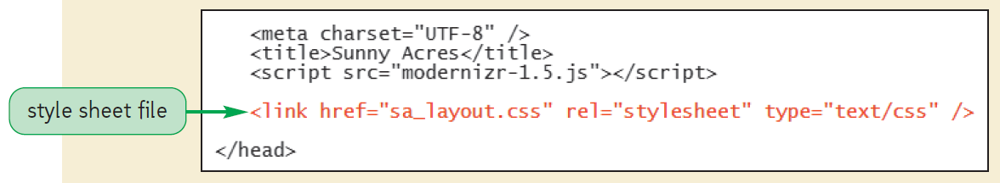 <meta charset="UTF-8" />
<title>Sunny Acres</title>
<script src="modernizr-1.5.js"></script>
style sheet file
<link href="sa_layout.css" rel="stylesheet" type="text/css" />
</head>